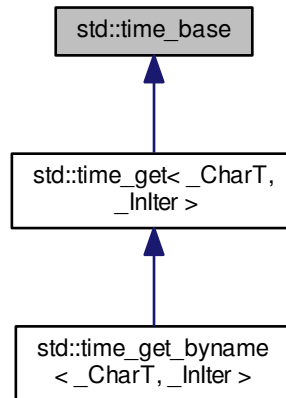 std::time_base
std::time_get< _CharT,
_InIter >
std::time_get_byname
< _CharT, _InIter >